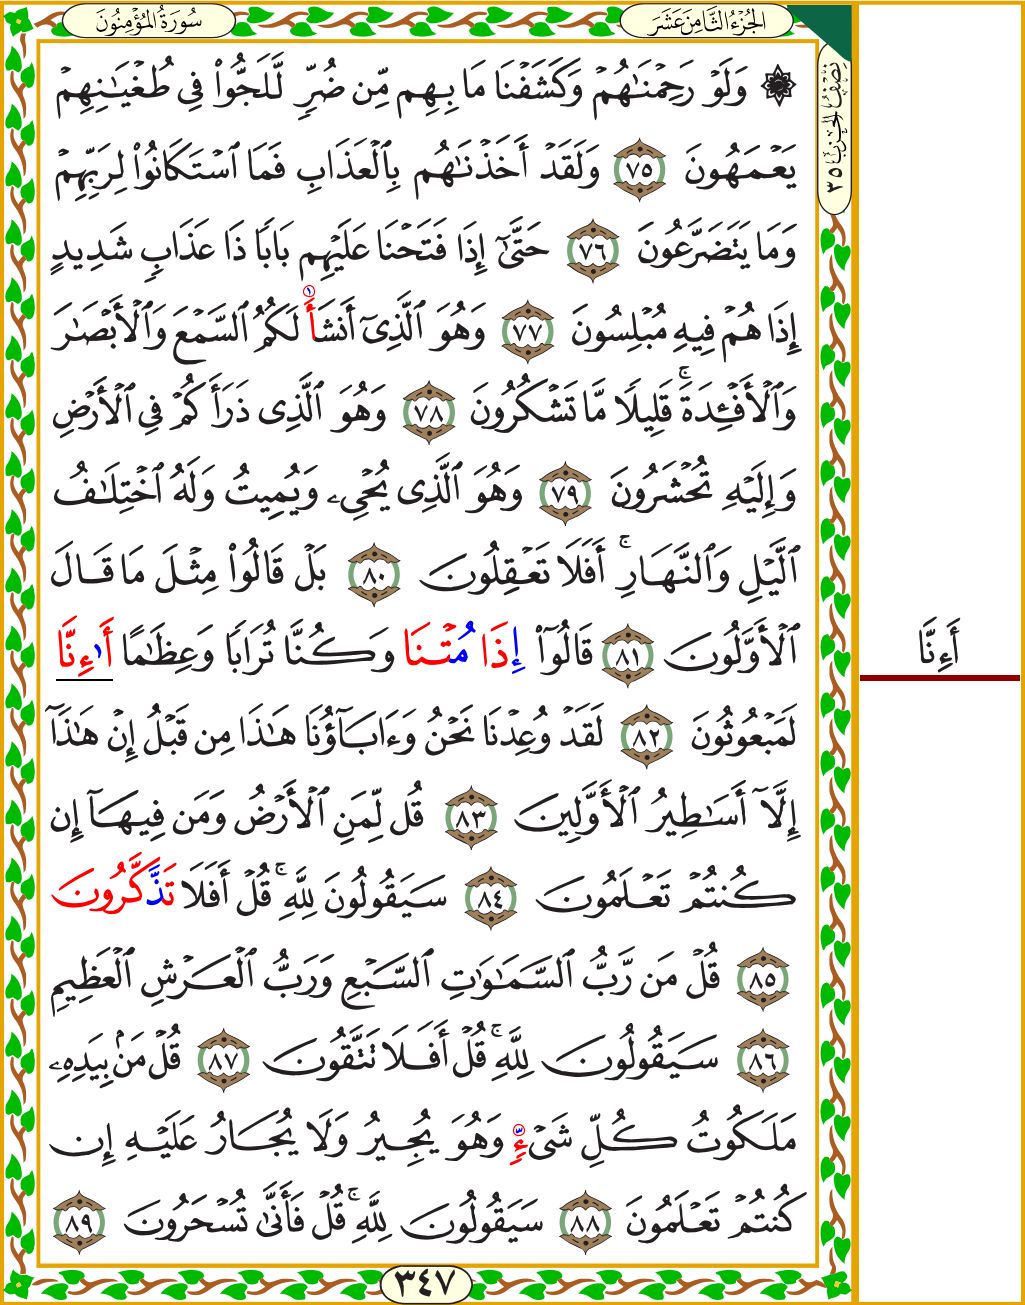 سُورَةُ الْمُؤْمِنُونَ
الجُزْءُ الثَّامِنَ عَشَرَ
نِصْفُ الحِزْبِ ٣٥
۞ وَلَوْ رَحِمْنَٰهُمْ وَكَشَفْنَا مَا بِهِم مِّن ضُرٍّ لَّلَجُّوا۟ فِى طُغْيَٰنِهِمْ
يَعْمَهُونَ ٧٥ وَلَقَدْ أَخَذْنَٰهُم بِٱلْعَذَابِ فَمَا ٱسْتَكَانُوا۟ لِرَبِّهِمْ
وَمَا يَتَضَرَّعُونَ ٧٦ حَتَّىٰٓ إِذَا فَتَحْنَا عَلَيْهِم بَابًا ذَا عَذَابٍ شَدِيدٍ
إِذَا هُمْ فِيهِ مُبْلِسُونَ ٧٧ وَهُوَ ٱلَّذِىٓ أَنشَأَ ١ لَكُمُ ٱلسَّمْعَ وَٱلْأَبْصَٰرَ
وَٱلْأَفْـِٔدَةَ ۚ قَلِيلًا مَّا تَشْكُرُونَ ٧٨ وَهُوَ ٱلَّذِى ذَرَأَكُمْ فِى ٱلْأَرْضِ
وَإِلَيْهِ تُحْشَرُونَ ٧٩ وَهُوَ ٱلَّذِى يُحْىِۦ وَيُمِيتُ وَلَهُ ٱخْتِلَٰفُ
ٱلَّيْلِ وَٱلنَّهَارِ ۚ أَفَلَا تَعْقِلُونَ ٨٠ بَلْ قَالُوا۟ مِثْلَ مَا قَالَ
ٱلْأَوَّلُونَ ٨١ قَالُوٓا۟ إِذَا مُتْنَا وَكُنَّا تُرَابًا وَعِظَٰمًا أَا۬ءِنَّا
أَءِنَّا
لَمَبْعُوثُونَ ٨٢ لَقَدْ وُعِدْنَا نَحْنُ وَءَابَآؤُنَا هَٰذَا مِن قَبْلُ إِنْ هَٰذَآ
إِلَّآ أَسَٰطِيرُ ٱلْأَوَّلِينَ ٨٣ قُل لِّمَنِ ٱلْأَرْضُ وَمَن فِيهَآ إِن
كُنتُمْ تَعْلَمُونَ ٨٤ سَيَقُولُونَ لِلَّهِ ۚ قُلْ أَفَلَا تَذَّكَّرُونَ
٨٥ قُلْ مَن رَّبُّ ٱلسَّمَٰوَٰتِ ٱلسَّبْعِ وَرَبُّ ٱلْعَرْشِ ٱلْعَظِيمِ
٨٦ سَيَقُولُونَ لِلَّهِ ۚ قُلْ أَفَلَا تَتَّقُونَ ٨٧ قُلْ مَنۢ بِيَدِهِۦ
مَلَكُوتُ كُلِّ شَىْءٍ وَهُوَ يُجِيرُ وَلَا يُجَارُ عَلَيْهِ إِن
كُنتُمْ تَعْلَمُونَ ٨٨ سَيَقُولُونَ لِلَّهِ ۚ قُلْ فَأَنَّىٰ تُسْحَرُونَ ٨٩
٣٤٧